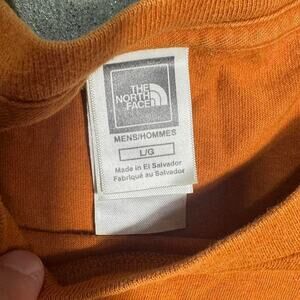 THE
NORTH
FACE
MENS/HOMMES
L/G
Made in El Salvador
Fabriqué au Salvador